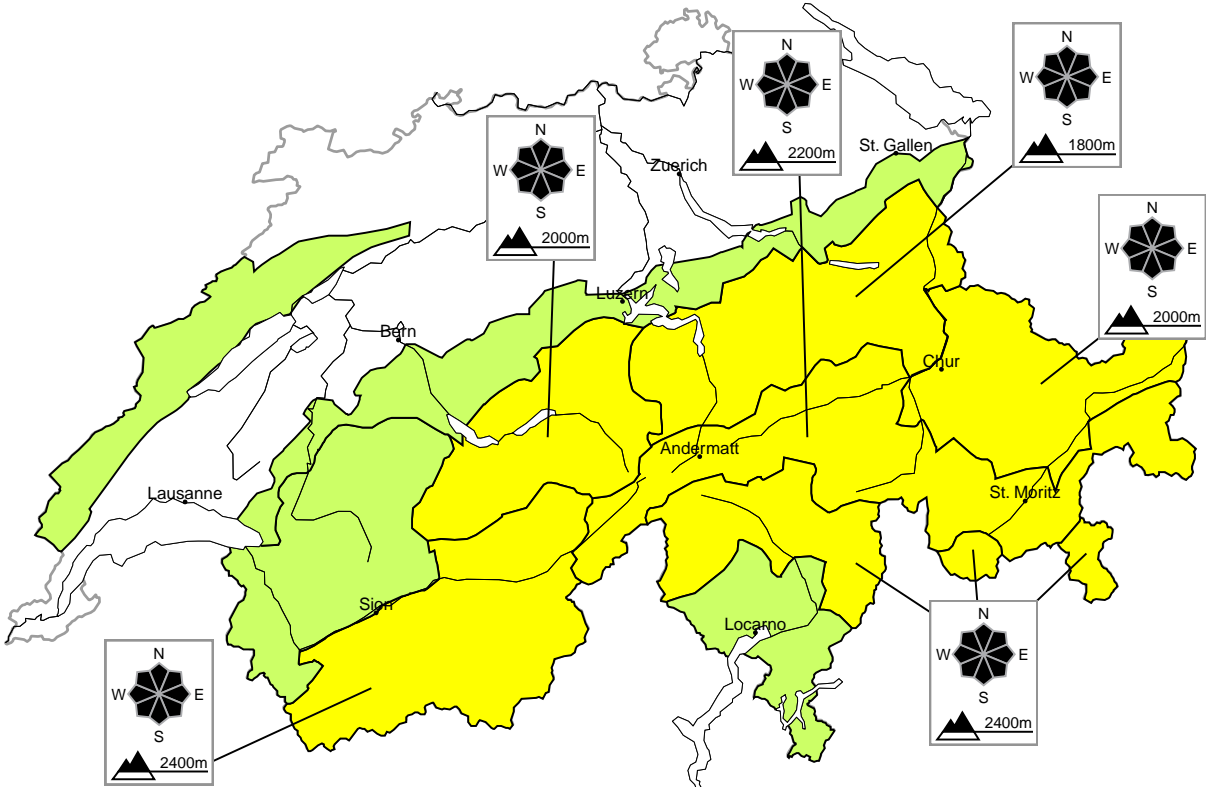 N
W E
S
1800m
N
W E
S
2200m
N
W E
S
2000m
St. Gallen
Zuerich
N
W E
S
2000m
Luzern
Bern
Chur
Andermatt
Lausanne
St. Moritz
Sion
Locarno
N
W E
S
2400m
N
W E
S
2400m